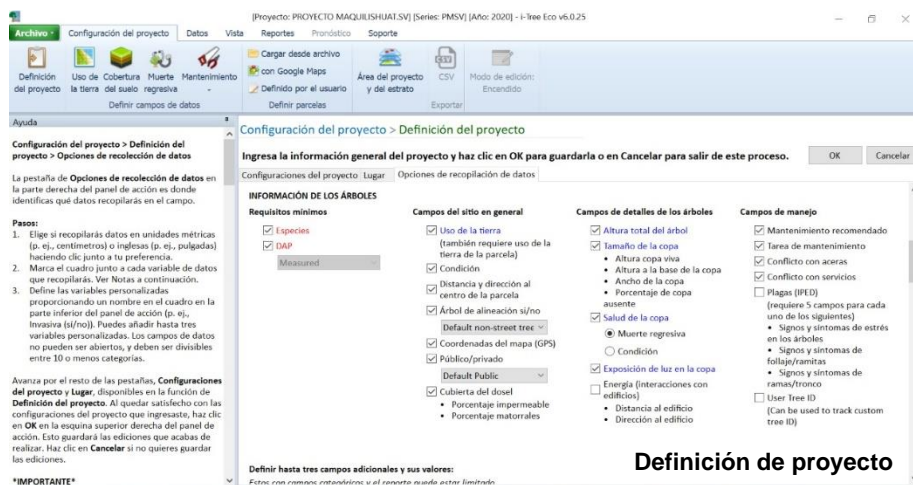 [Proyecto: PROYECTO MAQUILISHUAT.SV] [Series: PMSV] [Año: 2020] - i-Tree Eco v6.0.25
Archivo
Configuración del proyecto
Datos
Vista
Reportes
Pronóstico
Soporte
Definición
del proyecto
Uso de
la tierra
Cobertura
del suelo
Muerte
regresiva
Mantenimiento
Definir campos de datos
Cargar desde archivo
con Google Maps
Definido por el usuario
Definir parcelas
Área del proyecto
y del estrato
CSV
CSV
Exportar
Modo de edición:
Encendido
Ayuda
Configuración del proyecto > Definición del
proyecto > Opciones de recolección de datos
La pestaña de Opciones de recolección de datos en
la parte derecha del panel de acción es donde
identificas qué datos recopilarás en el campo.
Pasos:
1. Elige si recopilarás datos en unidades métricas
(p. ej., centímetros) o inglesas (p. ej., pulgadas)
haciendo clic junto a tu preferencia.
2. Marca el cuadro junto a cada variable de datos
que recopilarás. Ver Notas a continuación.
3. Define las variables personalizadas
proporcionando un nombre en el cuadro en la
parte inferior del panel de acción (p. ej.,
Invasiva (sí/no)). Puedes añadir hasta tres
variables personalizadas. Los campos de datos
no pueden ser abiertos, y deben ser divisibles
entre 10 o menos categorías.
Avanza por el resto de las pestañas, Configuraciones
del proyecto y Lugar, disponibles en la función de
Definición del proyecto. Al quedar satisfecho con las
configuraciones del proyecto que ingresaste, haz clic
en OK en la esquina superior derecha del panel de
acción. Esto guardará las ediciones que acabas de
realizar. Haz clic en Cancelar si no quieres guardar
las ediciones.
*IMPORTANTE*
Configuración del proyecto > Definición del proyecto
Ingresa la información general del proyecto y haz clic en OK para guardarla o en Cancelar para salir de este proceso.
OK
Cancelar
Configuraciones del proyecto
Lugar
Opciones de recopilación de datos
INFORMACIÓN DE LOS ÁRBOLES
Requisitos mínimos
Especies
DAP
Measured
Campos del sitio en general
Uso de la tierra
(también requiere uso de la
tierra de la parcela)
Condición
Distancia y dirección al
centro de la parcela
Árbol de alineación si/no
Default non-street tree
Coordenadas del mapa (GPS)
Público/privado
Default Public
Cubierta del dosel
• Porcentaje impermeable
• Porcentaje matorrales
Campos de detalles de los árboles
Altura total del árbol
Tamaño de la copa
• Altura copa viva
• Altura a la base de la copa
• Ancho de la copa
• Porcentaje de copa
ausente
Salud de la copa
Muerte regresiva
Condición
Exposición de luz en la copa
Energía (interacciones con
edificios)
• Distancia al edificio
• Dirección al edificio
Campos de manejo
Mantenimiento recomendado
Tarea de mantenimiento
Conflicto con aceras
Conflicto con servicios
Plagas (IPED)
(requiere 5 campos para cada
uno de los siguientes)
• Signos y síntomas de estrés
en los árboles
• Signos y síntomas de
follaje/ramitas
• Signos y síntomas de
ramas/tronco
User Tree ID
(Can be used to track custom
tree ID)
Definir hasta tres campos adicionales y sus valores:
Estos con campos categóricos y el reporte puede estar limitado
Definición de proyecto